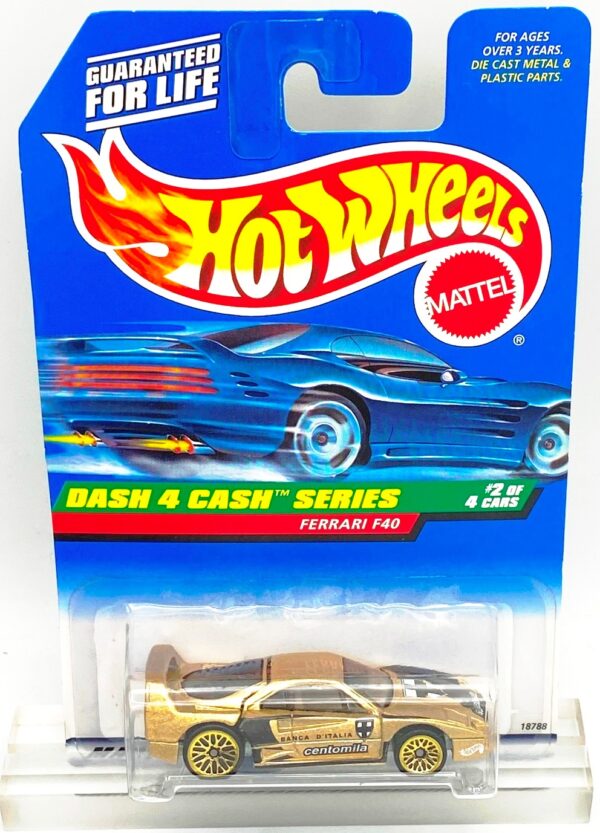 GUARANTEED
FOR LIFE
FOR AGES
OVER 3 YEARS.
DIE CAST METAL &
PLASTIC PARTS.
HOT WHEELS
MATTEL
®
DASH 4 CASH™ SERIES
#2 OF
4 CARS
FERRARI F40
18788
BANCA D'ITALIA
centomila